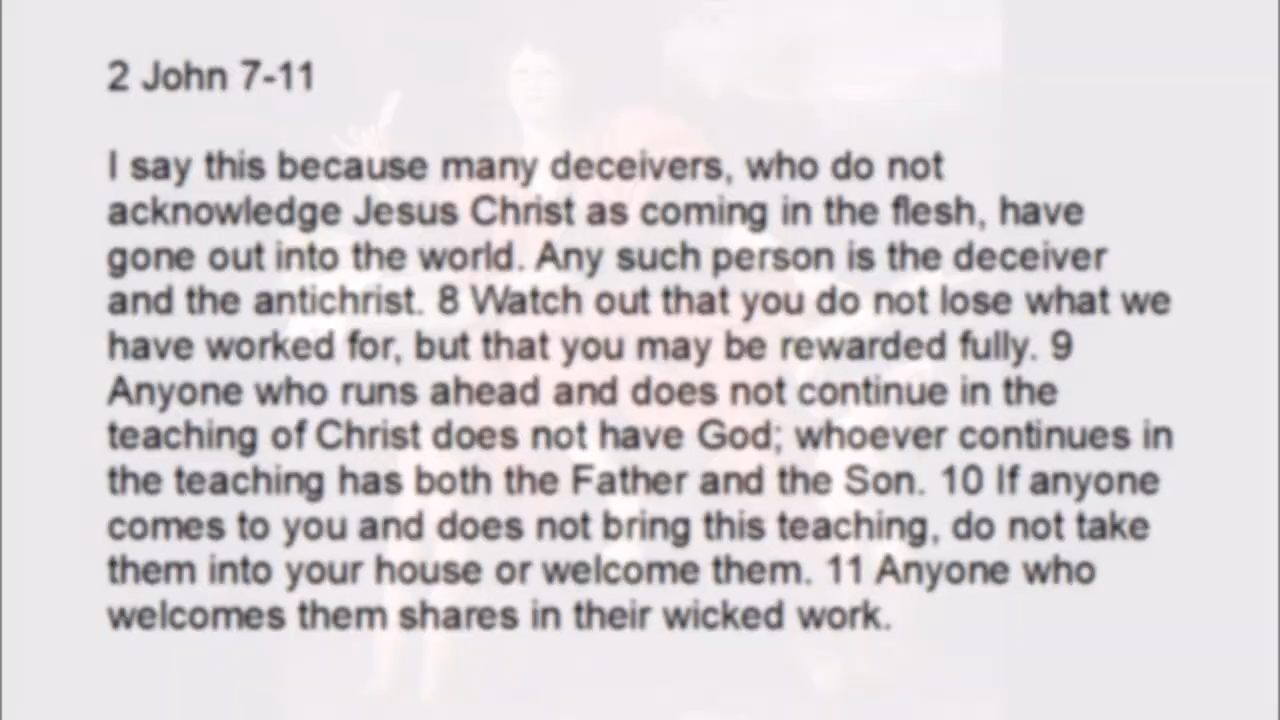 2 John 7-11
I say this because many deceivers, who do not
acknowledge Jesus Christ as coming in the flesh, have
gone out into the world. Any such person is the deceiver
and the antichrist. 8 Watch out that you do not lose what we
have worked for, but that you may be rewarded fully. 9
Anyone who runs ahead and does not continue in the
teaching of Christ does not have God; whoever continues in
the teaching has both the Father and the Son. 10 If anyone
comes to you and does not bring this teaching, do not take
them into your house or welcome them. 11 Anyone who
welcomes them shares in their wicked work.